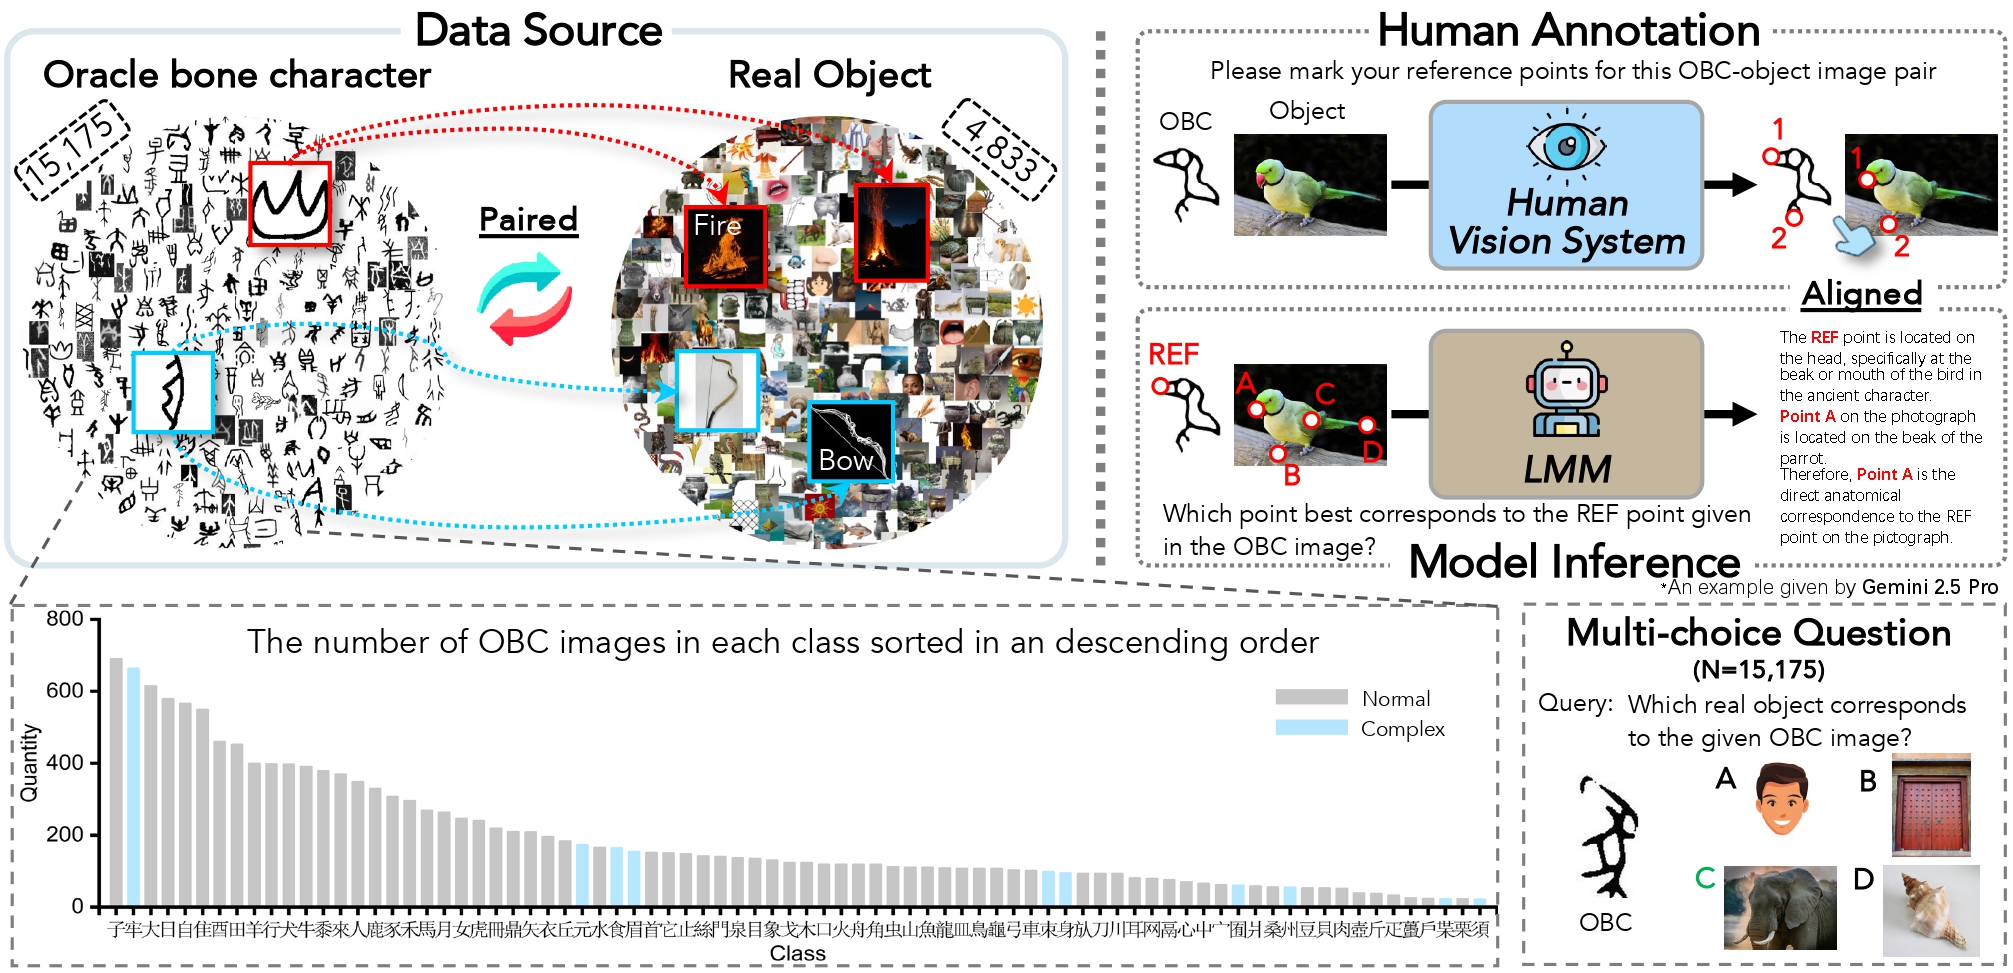 Data Source
Oracle bone character
Real Object
15,175
4,833
Paired
Fire
Bow
Human Annotation
Please mark your reference points for this OBC-object image pair
OBC
Object
Human
Vision System
1
2
1
2
Aligned
REF
A
B
C
D
LMM
The REF point is located on
the head, specifically at the
beak or mouth of the bird in
the ancient character.
Point A on the photograph
is located on the beak of the
parrot.
Therefore, Point A is the
direct anatomical
correspondence to the REF
point on the pictograph.
Which point best corresponds to the REF point given
in the OBC image?
Model Inference
*An example given by Gemini 2.5 Pro
The number of OBC images in each class sorted in an descending order
Normal
Complex
Quantity
800
600
400
200
0
子牢大日自隹西田羊行犬牛黍來人鹿家禾馬月女虎冊鼎矢衣丘元水食眉首它止絲門泉目象戈木口火舟角虫山魚龍皿鳥龜弓車束身放刀川耳网鬲心中宀囿爿桑州豆貝肉壺斤疋薑戶枼栗須
Class
Multi-choice Question
(N=15,175)
Query: Which real object corresponds
to the given OBC image?
A
B
C
D
OBC